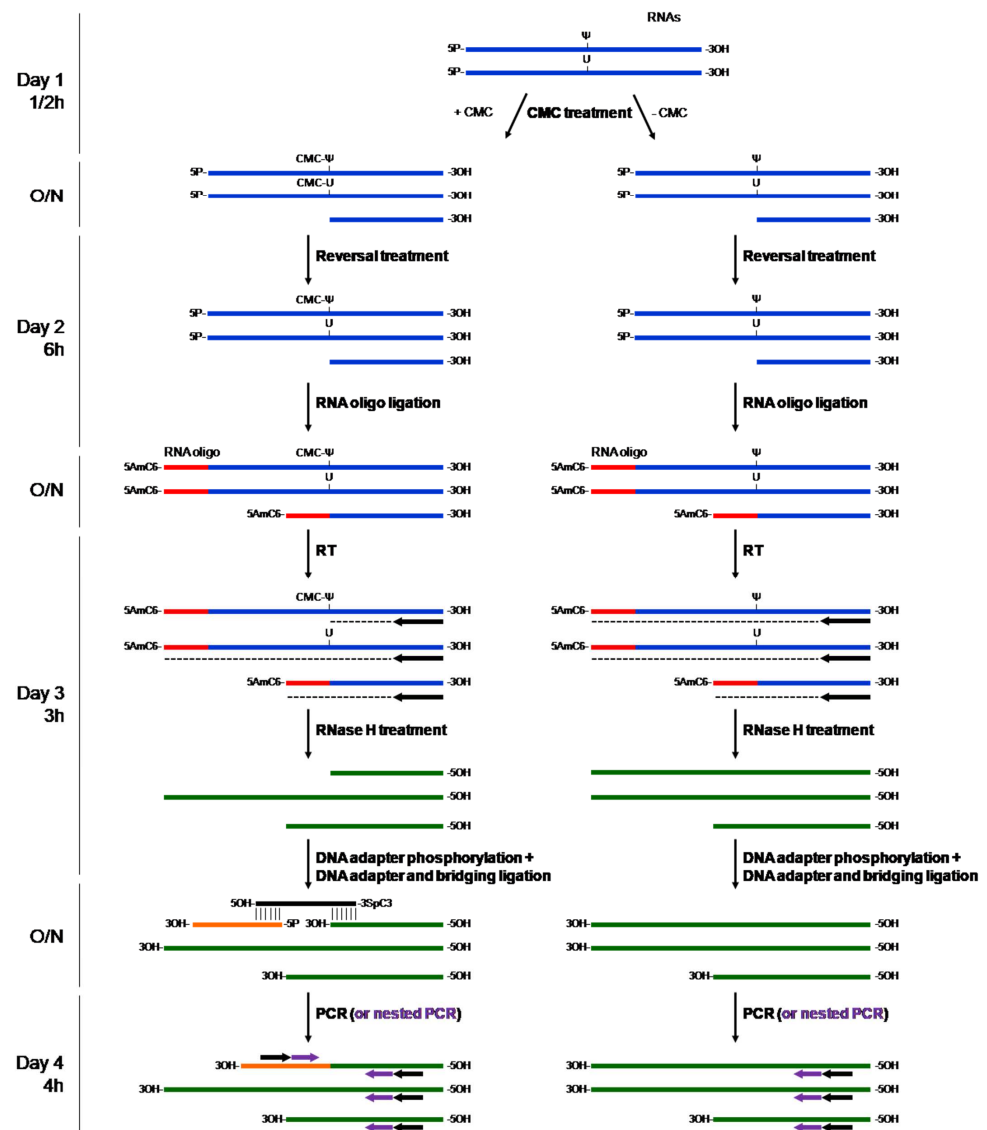 RNAs
Ψ
5P- -3OH
U
5P- -3OH
Day 1
1/2h
+ CMC CMC treatment - CMC
CMC-Ψ Ψ
5P- -3OH 5P- -3OH
CMC-U U
5P- -3OH 5P- -3OH
-3OH -3OH
O/N
Reversal treatment Reversal treatment
CMC-Ψ Ψ
5P- -3OH 5P- -3OH
U U
5P- -3OH 5P- -3OH
-3OH -3OH
Day 2
6h
RNA oligo ligation RNA oligo ligation
RNA oligo CMC-Ψ RNA oligo Ψ
5AmC6- -3OH 5AmC6- -3OH
U U
5AmC6- -3OH 5AmC6- -3OH
5AmC6- -3OH 5AmC6- -3OH
O/N
RT RT
CMC-Ψ Ψ
5AmC6- -3OH 5AmC6- -3OH
U U
5AmC6- -3OH 5AmC6- -3OH
5AmC6- -3OH 5AmC6- -3OH
Day 3
3h
RNase H treatment RNase H treatment
-5OH -5OH
-5OH -5OH
-5OH -5OH
DNA adapter phosphorylation + DNA adapter phosphorylation +
DNA adapter and bridging ligation DNA adapter and bridging ligation
5OH- -3SpC3
3OH- -5P 3OH- -5OH 3OH- -5OH
3OH- -5OH 3OH- -5OH
3OH- -5OH 3OH- -5OH
O/N
PCR (or nested PCR) PCR (or nested PCR)
3OH- -5OH 3OH- -5OH
3OH- -5OH 3OH- -5OH
3OH- -5OH 3OH- -5OH
Day 4
4h